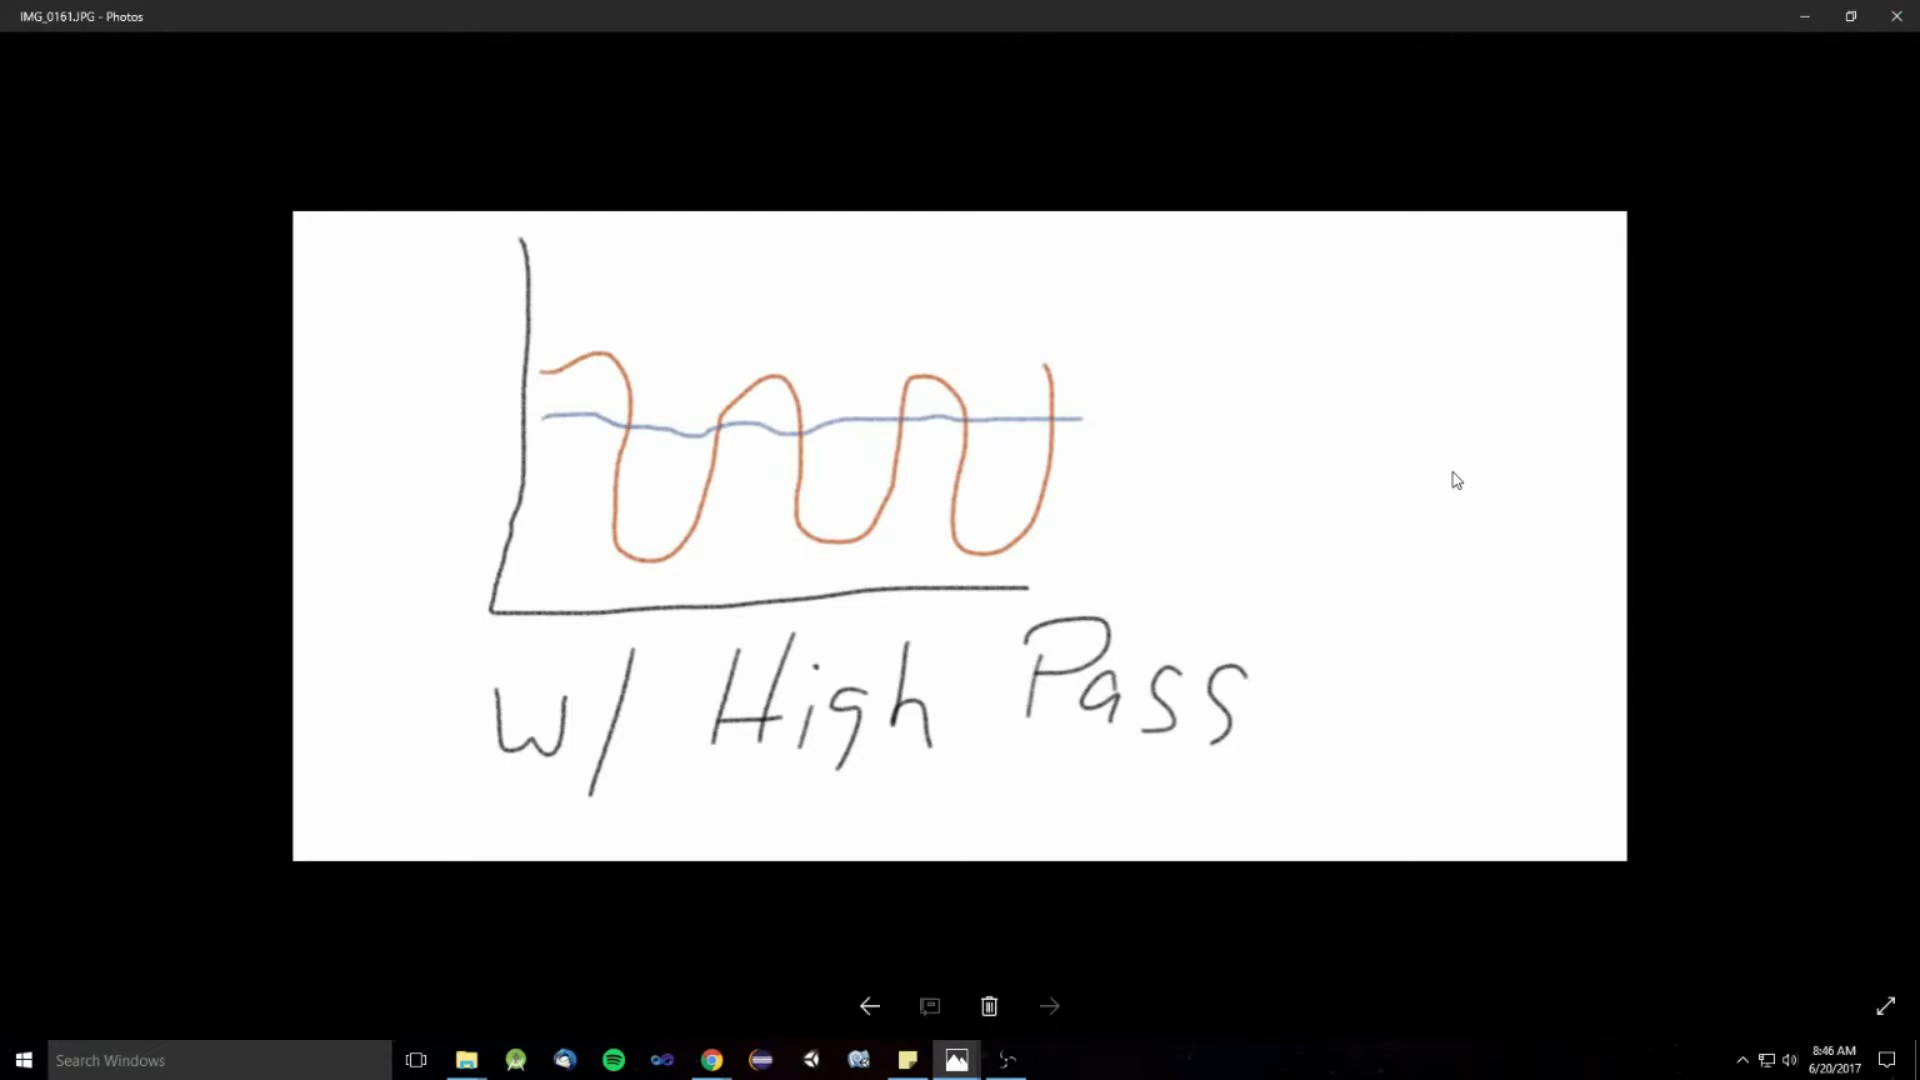 IMG_0161.JPG - Photos
w/ High Pass
Search Windows
8:46 AM
6/20/2017